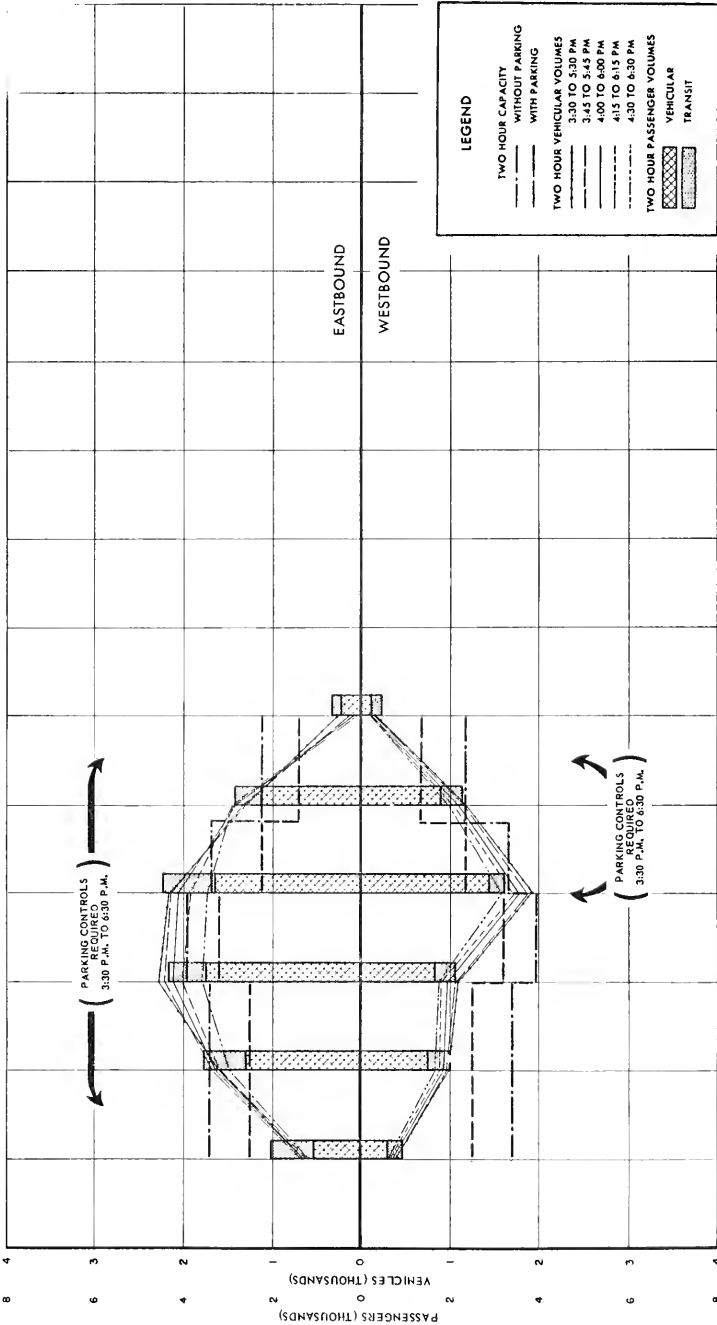 8
6
4
2
0
2
4
6
8
PASSENGERS (THOUSANDS)
4
3
2
1
0
1
2
3
4
VEHICLES (THOUSANDS)
PARKING CONTROLS
REQUIRED
3:30 P.M. TO 6:30 P.M.
EASTBOUND
WESTBOUND
PARKING CONTROLS
REQUIRED
3:30 P.M. TO 6:30 P.M.
LEGEND
TWO HOUR CAPACITY
WITHOUT PARKING
WITH PARKING
TWO HOUR VEHICULAR VOLUMES
3:30 TO 5:30 PM
3:45 TO 5:45 PM
4:00 TO 6:00 PM
4:15 TO 6:15 PM
4:30 TO 6:30 PM
TWO HOUR PASSENGER VOLUMES
VEHICULAR
TRANSIT